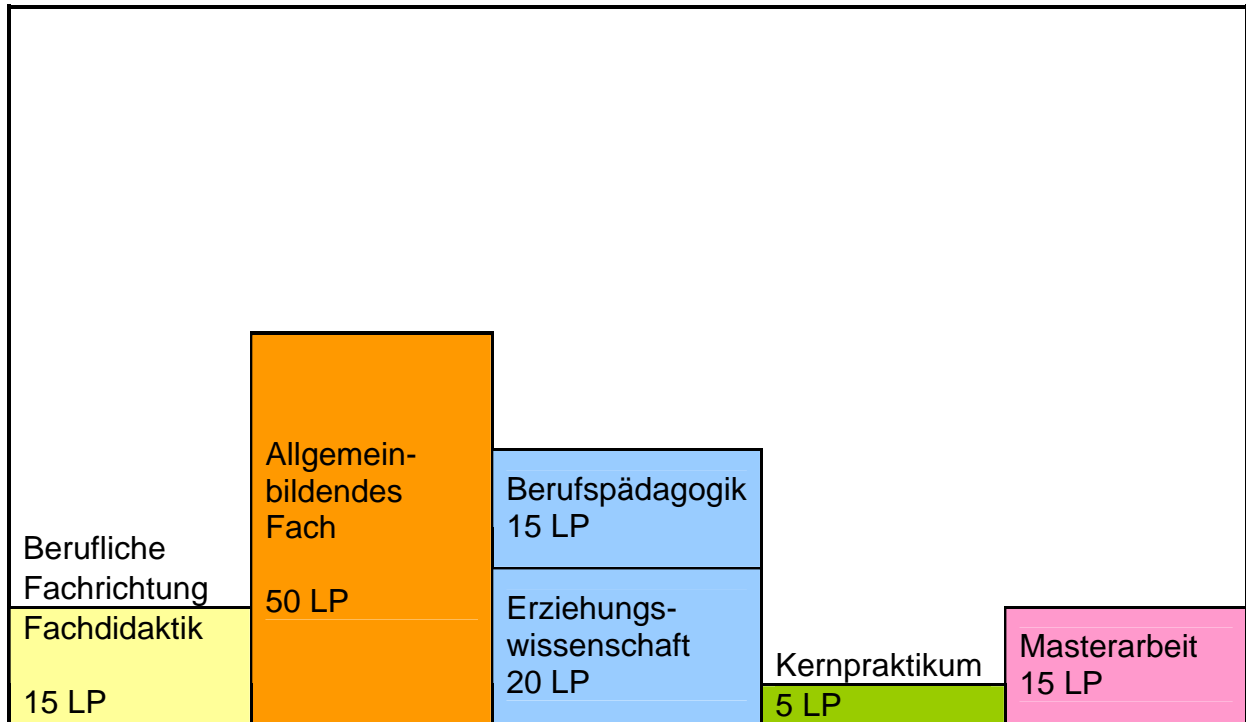 Berufliche
Fachrichtung
Fachdidaktik
15 LP
Allgemein-
bildendes
Fach
50 LP
Berufspädagogik
15 LP
Erziehungs-
wissenschaft
20 LP
Kernpraktikum
5 LP
Masterarbeit
15 LP